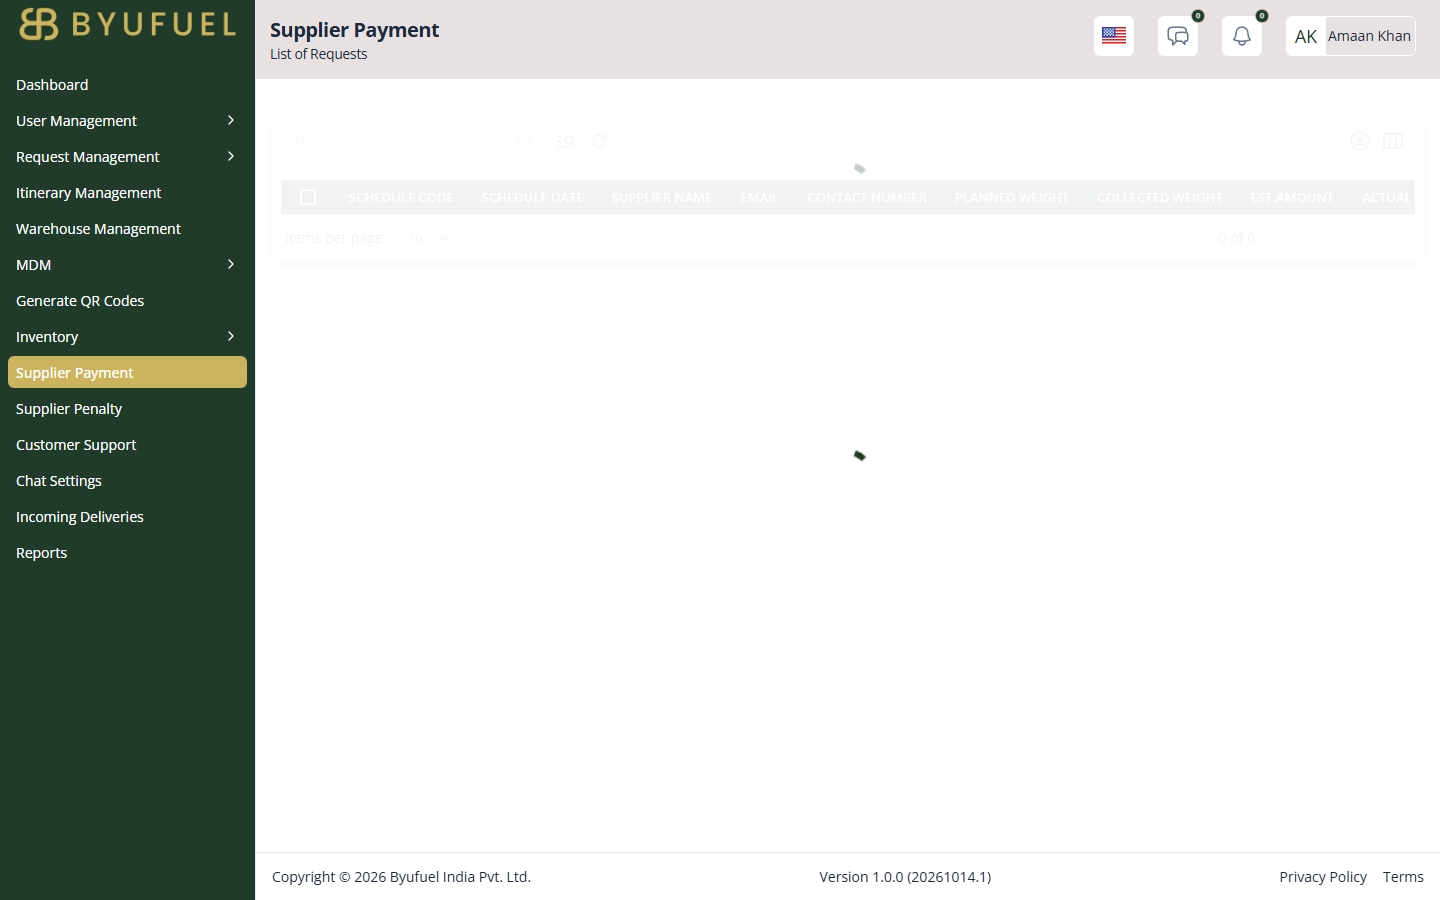 BYUFUEL
Dashboard
User Management
Request Management
Itinerary Management
Warehouse Management
MDM
Generate QR Codes
Inventory
Supplier Payment
Supplier Penalty
Customer Support
Chat Settings
Incoming Deliveries
Reports
Supplier Payment
List of Requests
0
0
AK Amaan Khan
SCHEDULE CODE SCHEDULE DATE SUPPLIER NAME EMAIL CONTACT NUMBER PLANNED WEIGHT COLLECTED WEIGHT EST.AMOUNT ACTUAL
Items per page: 10 0 of 0
Copyright © 2026 Byufuel India Pvt. Ltd. Version 1.0.0 (20261014.1) Privacy Policy Terms